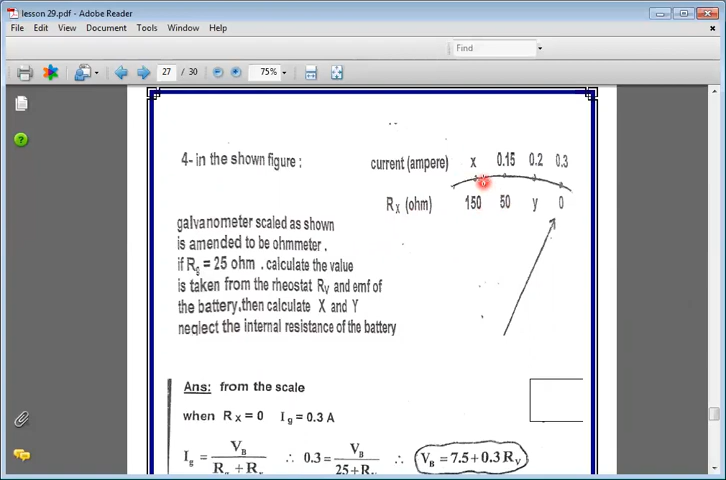 lesson 29.pdf - Adobe Reader
File Edit View Document Tools Window Help
Find
27 / 30 75%
4- in the shown figure : current (ampere) x 0.15 0.2 0.3
Rx (ohm) 150 50 y 0
galvanometer scaled as shown
is amended to be ohmmeter .
if Rg = 25 ohm . calculate the value
is taken from the rheostat RV and emf of
the battery,then calculate X and Y
neglect the internal resistance of the battery
Ans: from the scale
when RX = 0 Ig = 0.3 A
Ig = VB / Rg + Rv ∴ 0.3 = VB / 25 + RV ∴ VB = 7.5 + 0.3 RV